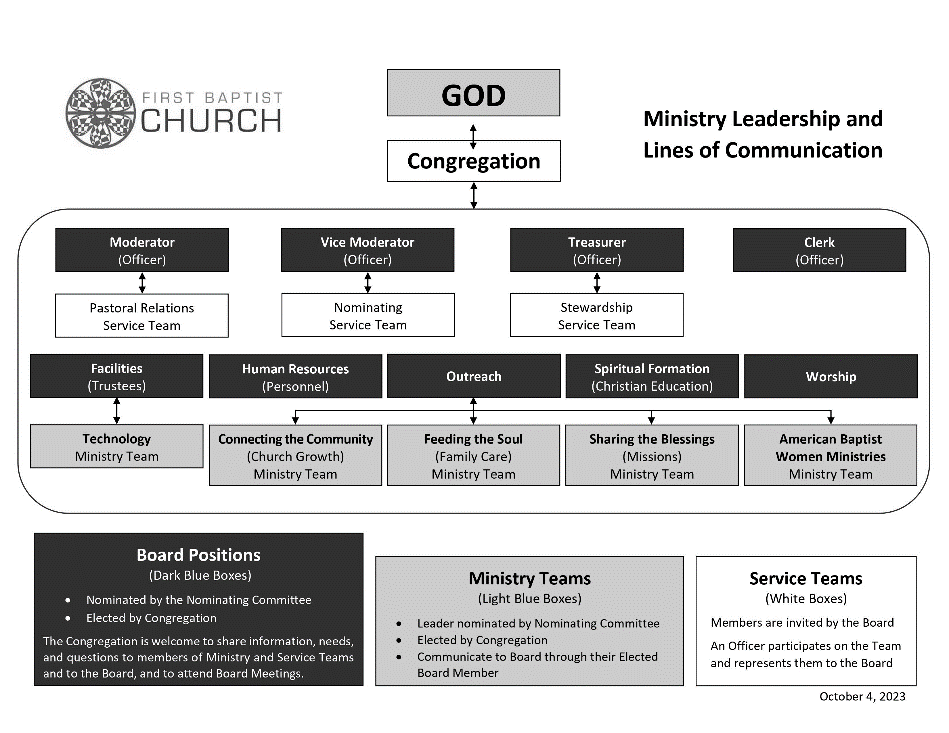 FIRST BAPTIST
CHURCH
GOD
Ministry Leadership and
Lines of Communication
Congregation
Moderator
(Officer)
Vice Moderator
(Officer)
Treasurer
(Officer)
Clerk
(Officer)
Pastoral Relations
Service Team
Nominating
Service Team
Stewardship
Service Team
Facilities
(Trustees)
Human Resources
(Personnel)
Outreach
Spiritual Formation
(Christian Education)
Worship
Technology
Ministry Team
Connecting the Community
(Church Growth)
Ministry Team
Feeding the Soul
(Family Care)
Ministry Team
Sharing the Blessings
(Missions)
Ministry Team
American Baptist
Women Ministries
Ministry Team
Board Positions
(Dark Blue Boxes)
• Nominated by the Nominating Committee
• Elected by Congregation
The Congregation is welcome to share information, needs,
and questions to members of Ministry and Service Teams
and to the Board, and to attend Board Meetings.
Ministry Teams
(Light Blue Boxes)
• Leader nominated by Nominating Committee
• Elected by Congregation
• Communicate to Board through their Elected
Board Member
Service Teams
(White Boxes)
Members are invited by the Board
An Officer participates on the Team
and represents them to the Board
October 4, 2023